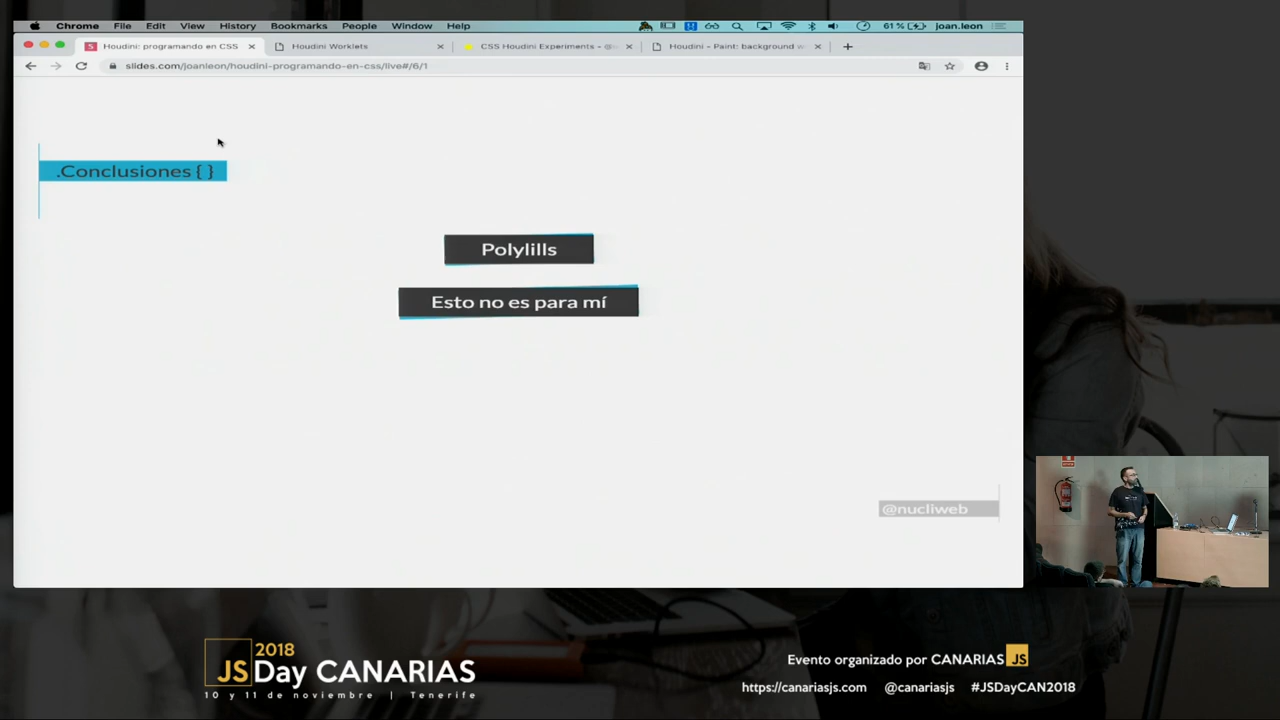 Chrome File Edit View History Bookmarks People Window Help 61% joan.leon
Houdini: programando en CSS
Houdini Worklets
CSS Houdini Experiments - @
Houdini - Paint: background w
slides.com/joanleon/houdini-programando-en-css/live#/6/1
.Conclusiones { }
Polylills
Esto no es para mí
@nucliweb
2018
JSDay CANARIAS
10 y 11 de noviembre | Tenerife
Evento organizado por CANARIAS JS
https://canariasjs.com @canariasjs #JSDayCAN2018